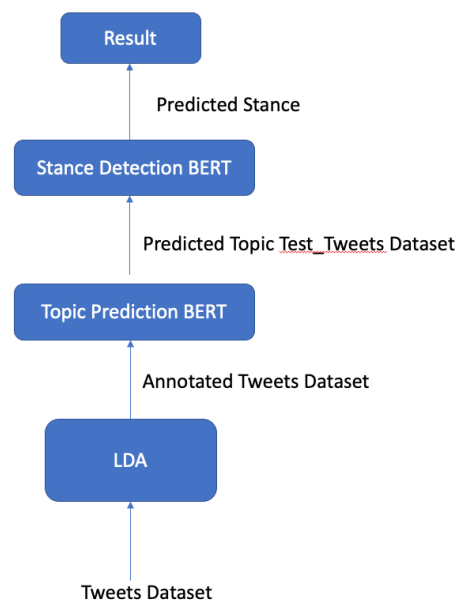 Result
Predicted Stance
Stance Detection BERT
Predicted Topic Test_Tweets Dataset
Topic Prediction BERT
Annotated Tweets Dataset
LDA
Tweets Dataset